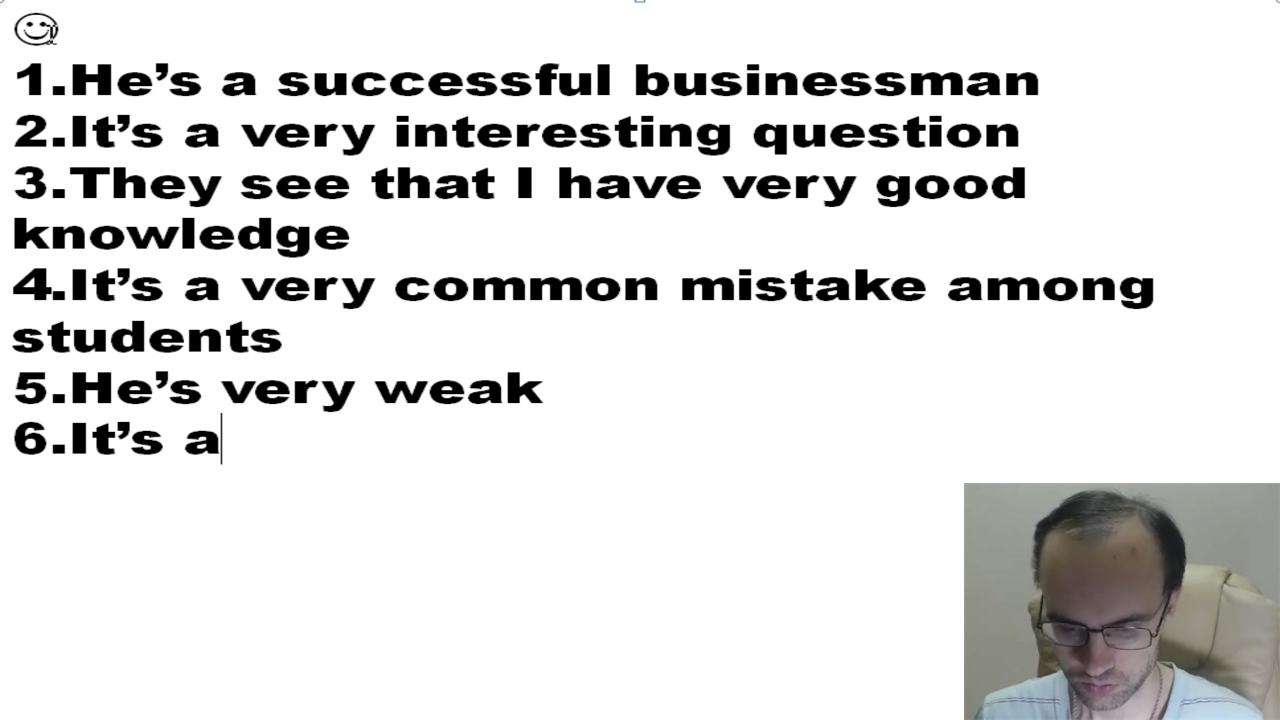 1.He’s a successful businessman
2.It’s a very interesting question
3.They see that I have very good
knowledge
4.It’s a very common mistake among
students
5.He’s very weak
6.It’s a